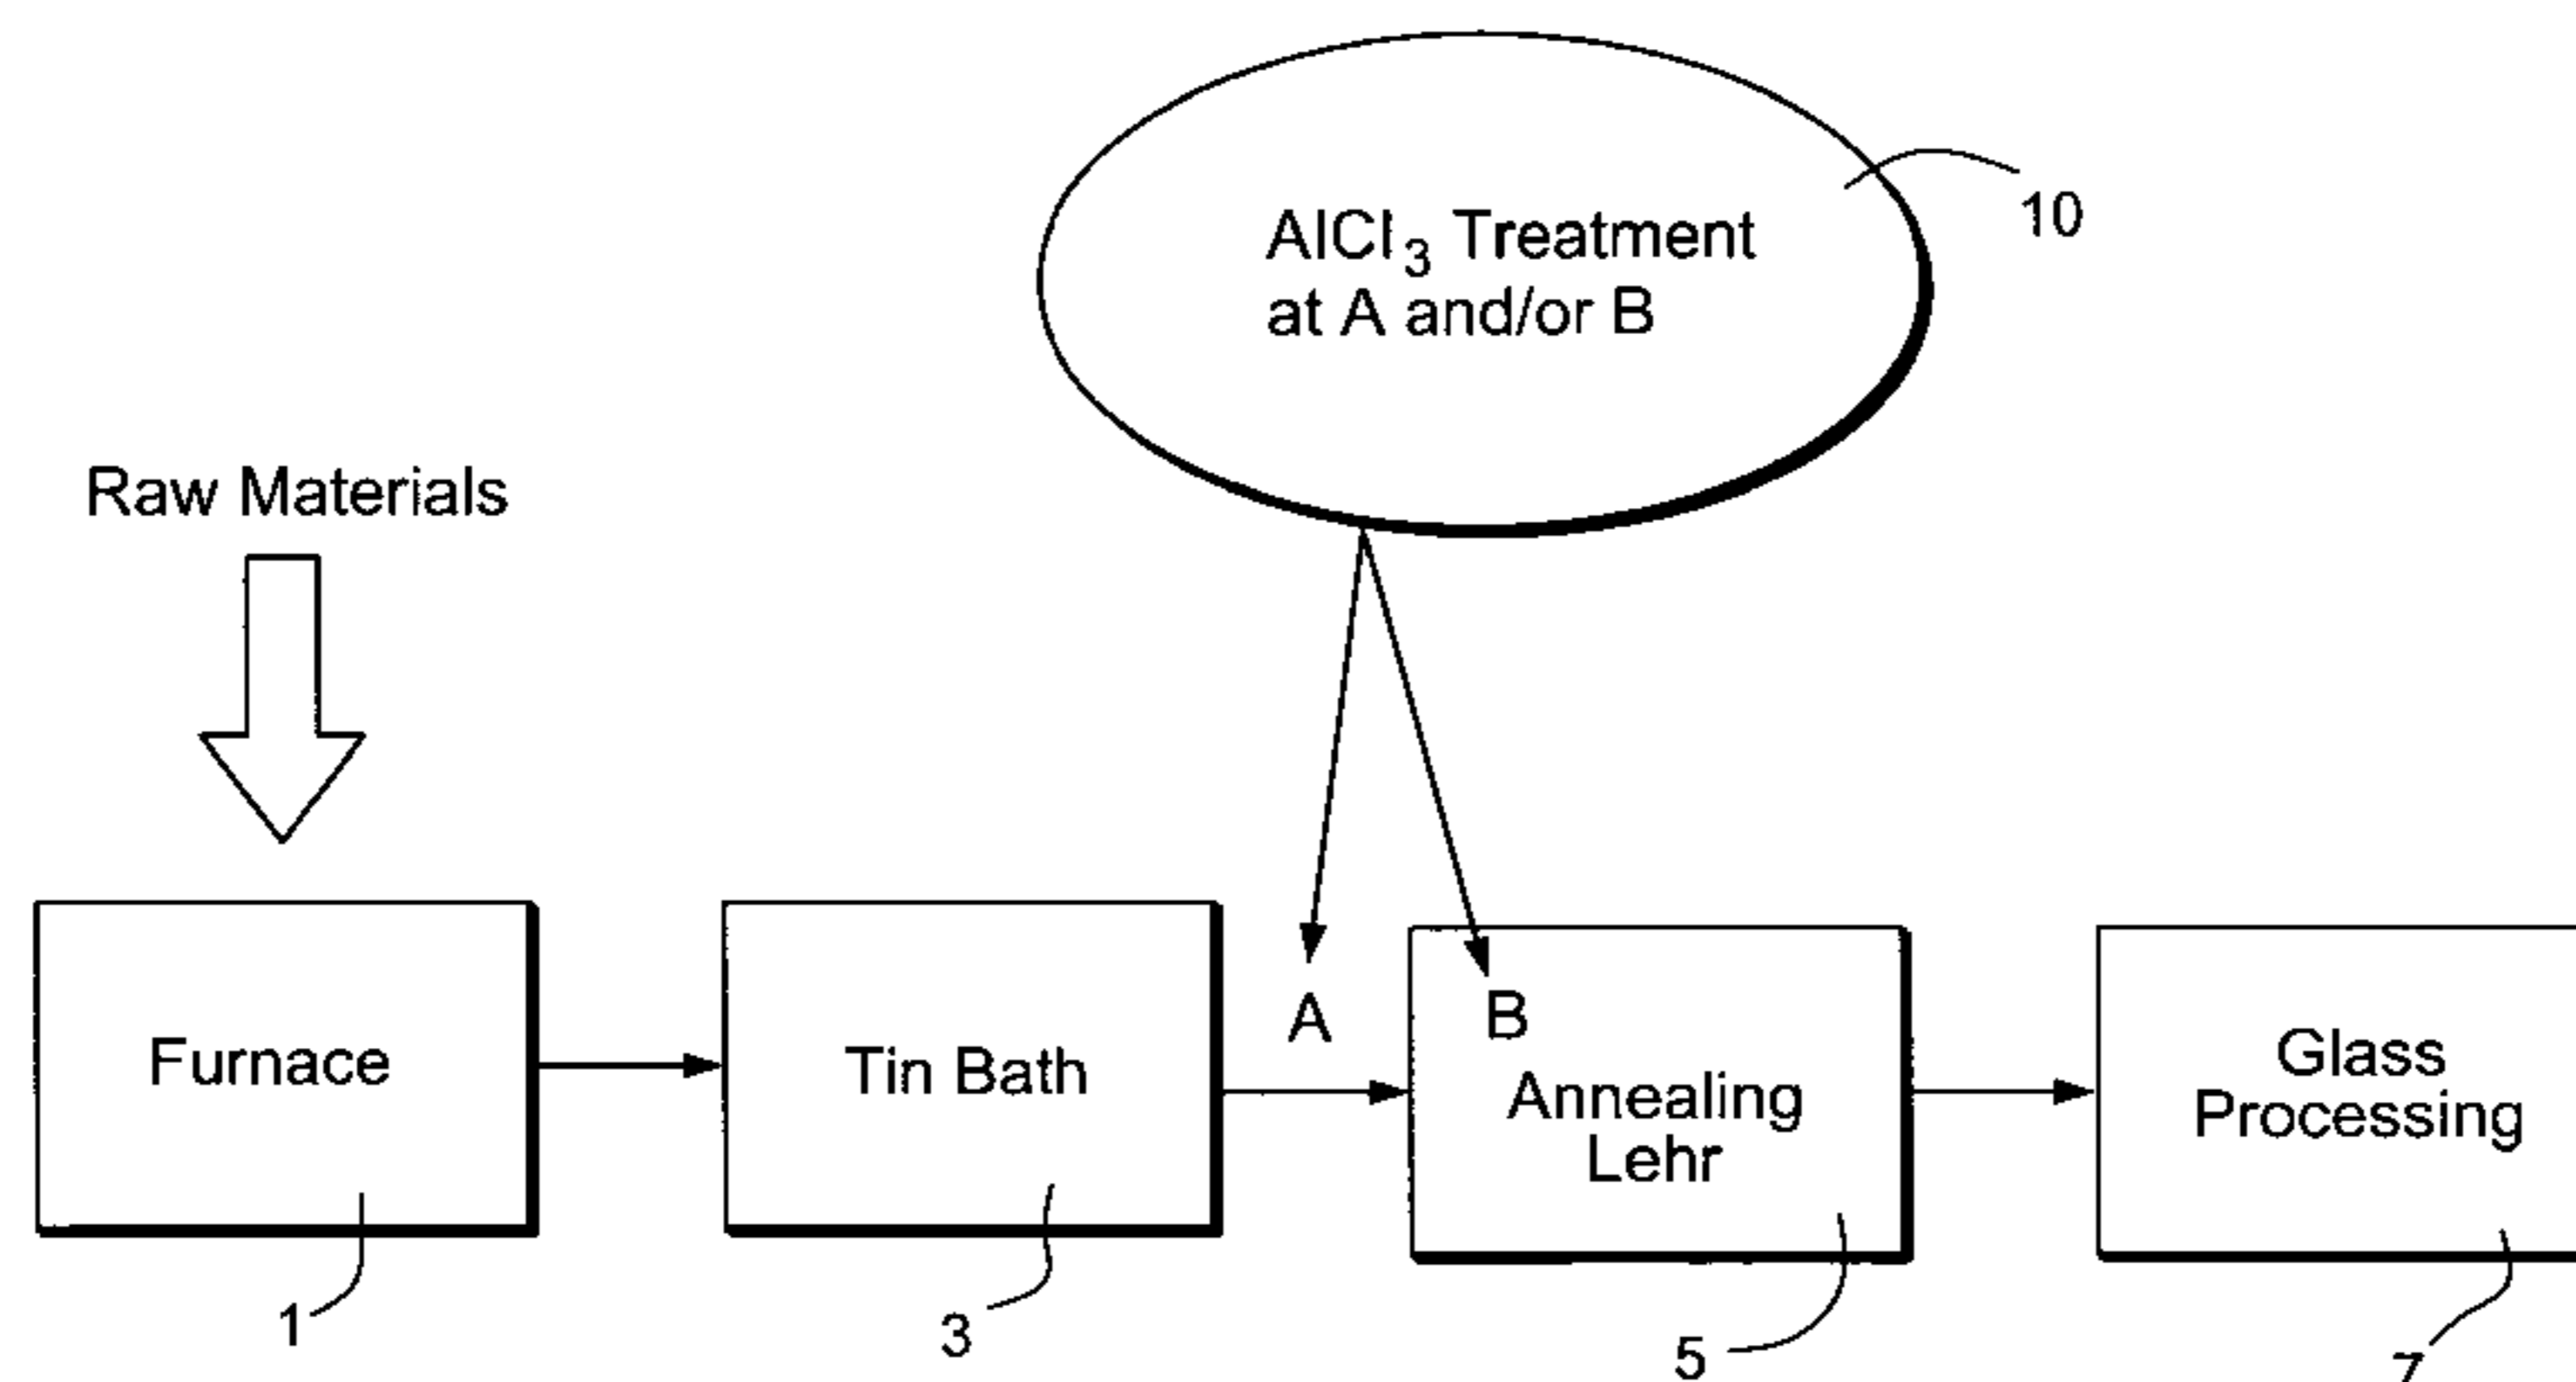 AlCl3 Treatment
at A and/or B
10
Raw Materials
Furnace
Tin Bath
A
B
Annealing
Lehr
Glass
Processing
1
3
5
7